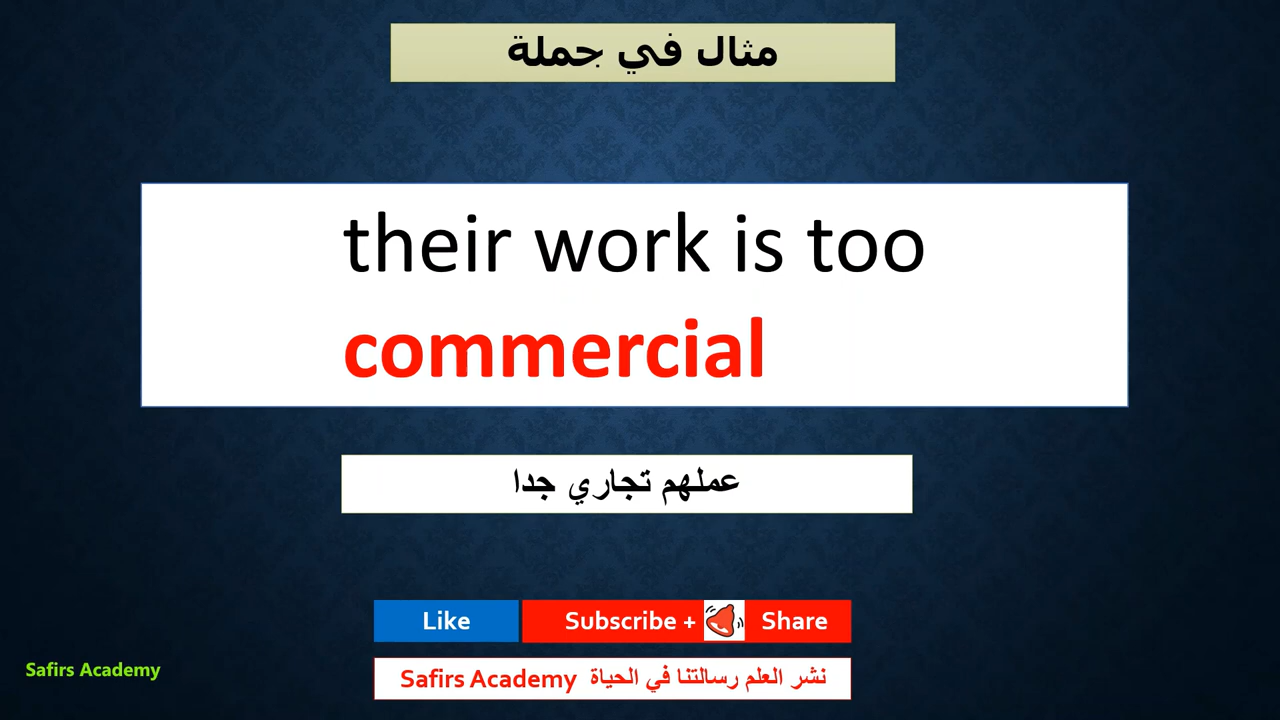 مثال في جملة
their work is too
commercial
عملهم تجاري جدا
Like
Subscribe +
Share
Safirs Academy
Safirs Academy نشر العلم رسالتنا في الحياة